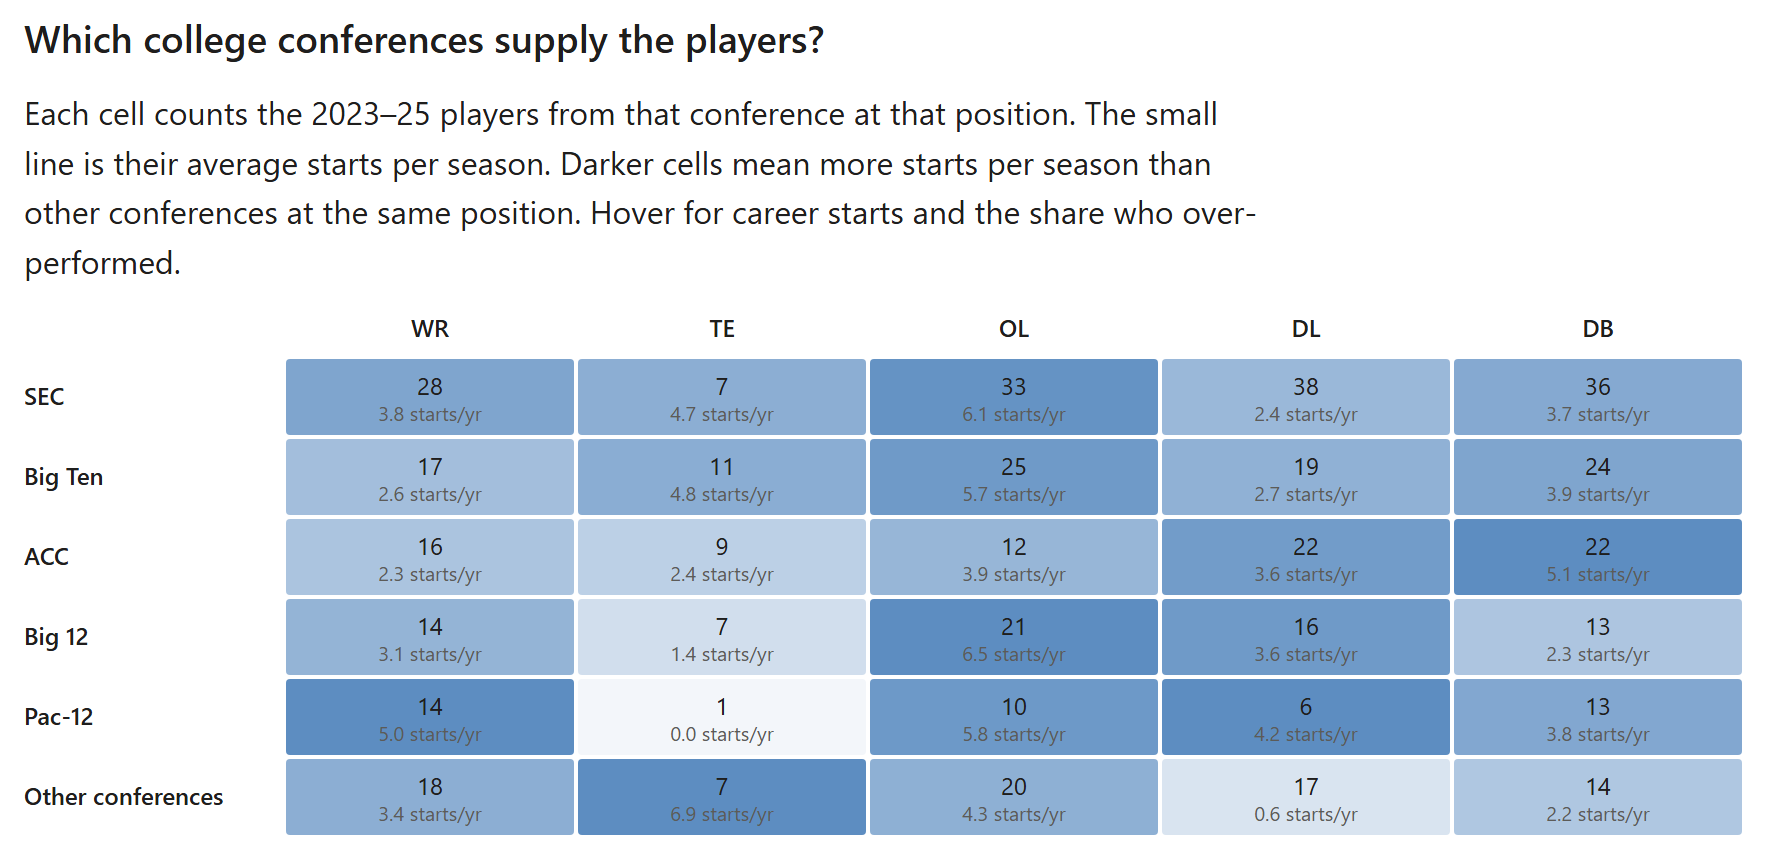 Which college conferences supply the players?
Each cell counts the 2023–25 players from that conference at that position. The small
line is their average starts per season. Darker cells mean more starts per season than
other conferences at the same position. Hover for career starts and the share who over-
performed.
WR TE OL DL DB
SEC 28 7 33 38 36
3.8 starts/yr 4.7 starts/yr 6.1 starts/yr 2.4 starts/yr 3.7 starts/yr
Big Ten 17 11 25 19 24
2.6 starts/yr 4.8 starts/yr 5.7 starts/yr 2.7 starts/yr 3.9 starts/yr
ACC 16 9 12 22 22
2.3 starts/yr 2.4 starts/yr 3.9 starts/yr 3.6 starts/yr 5.1 starts/yr
Big 12 14 7 21 16 13
3.1 starts/yr 1.4 starts/yr 6.5 starts/yr 3.6 starts/yr 2.3 starts/yr
Pac-12 14 1 10 6 13
5.0 starts/yr 0.0 starts/yr 5.8 starts/yr 4.2 starts/yr 3.8 starts/yr
Other conferences 18 7 20 17 14
3.4 starts/yr 6.9 starts/yr 4.3 starts/yr 0.6 starts/yr 2.2 starts/yr